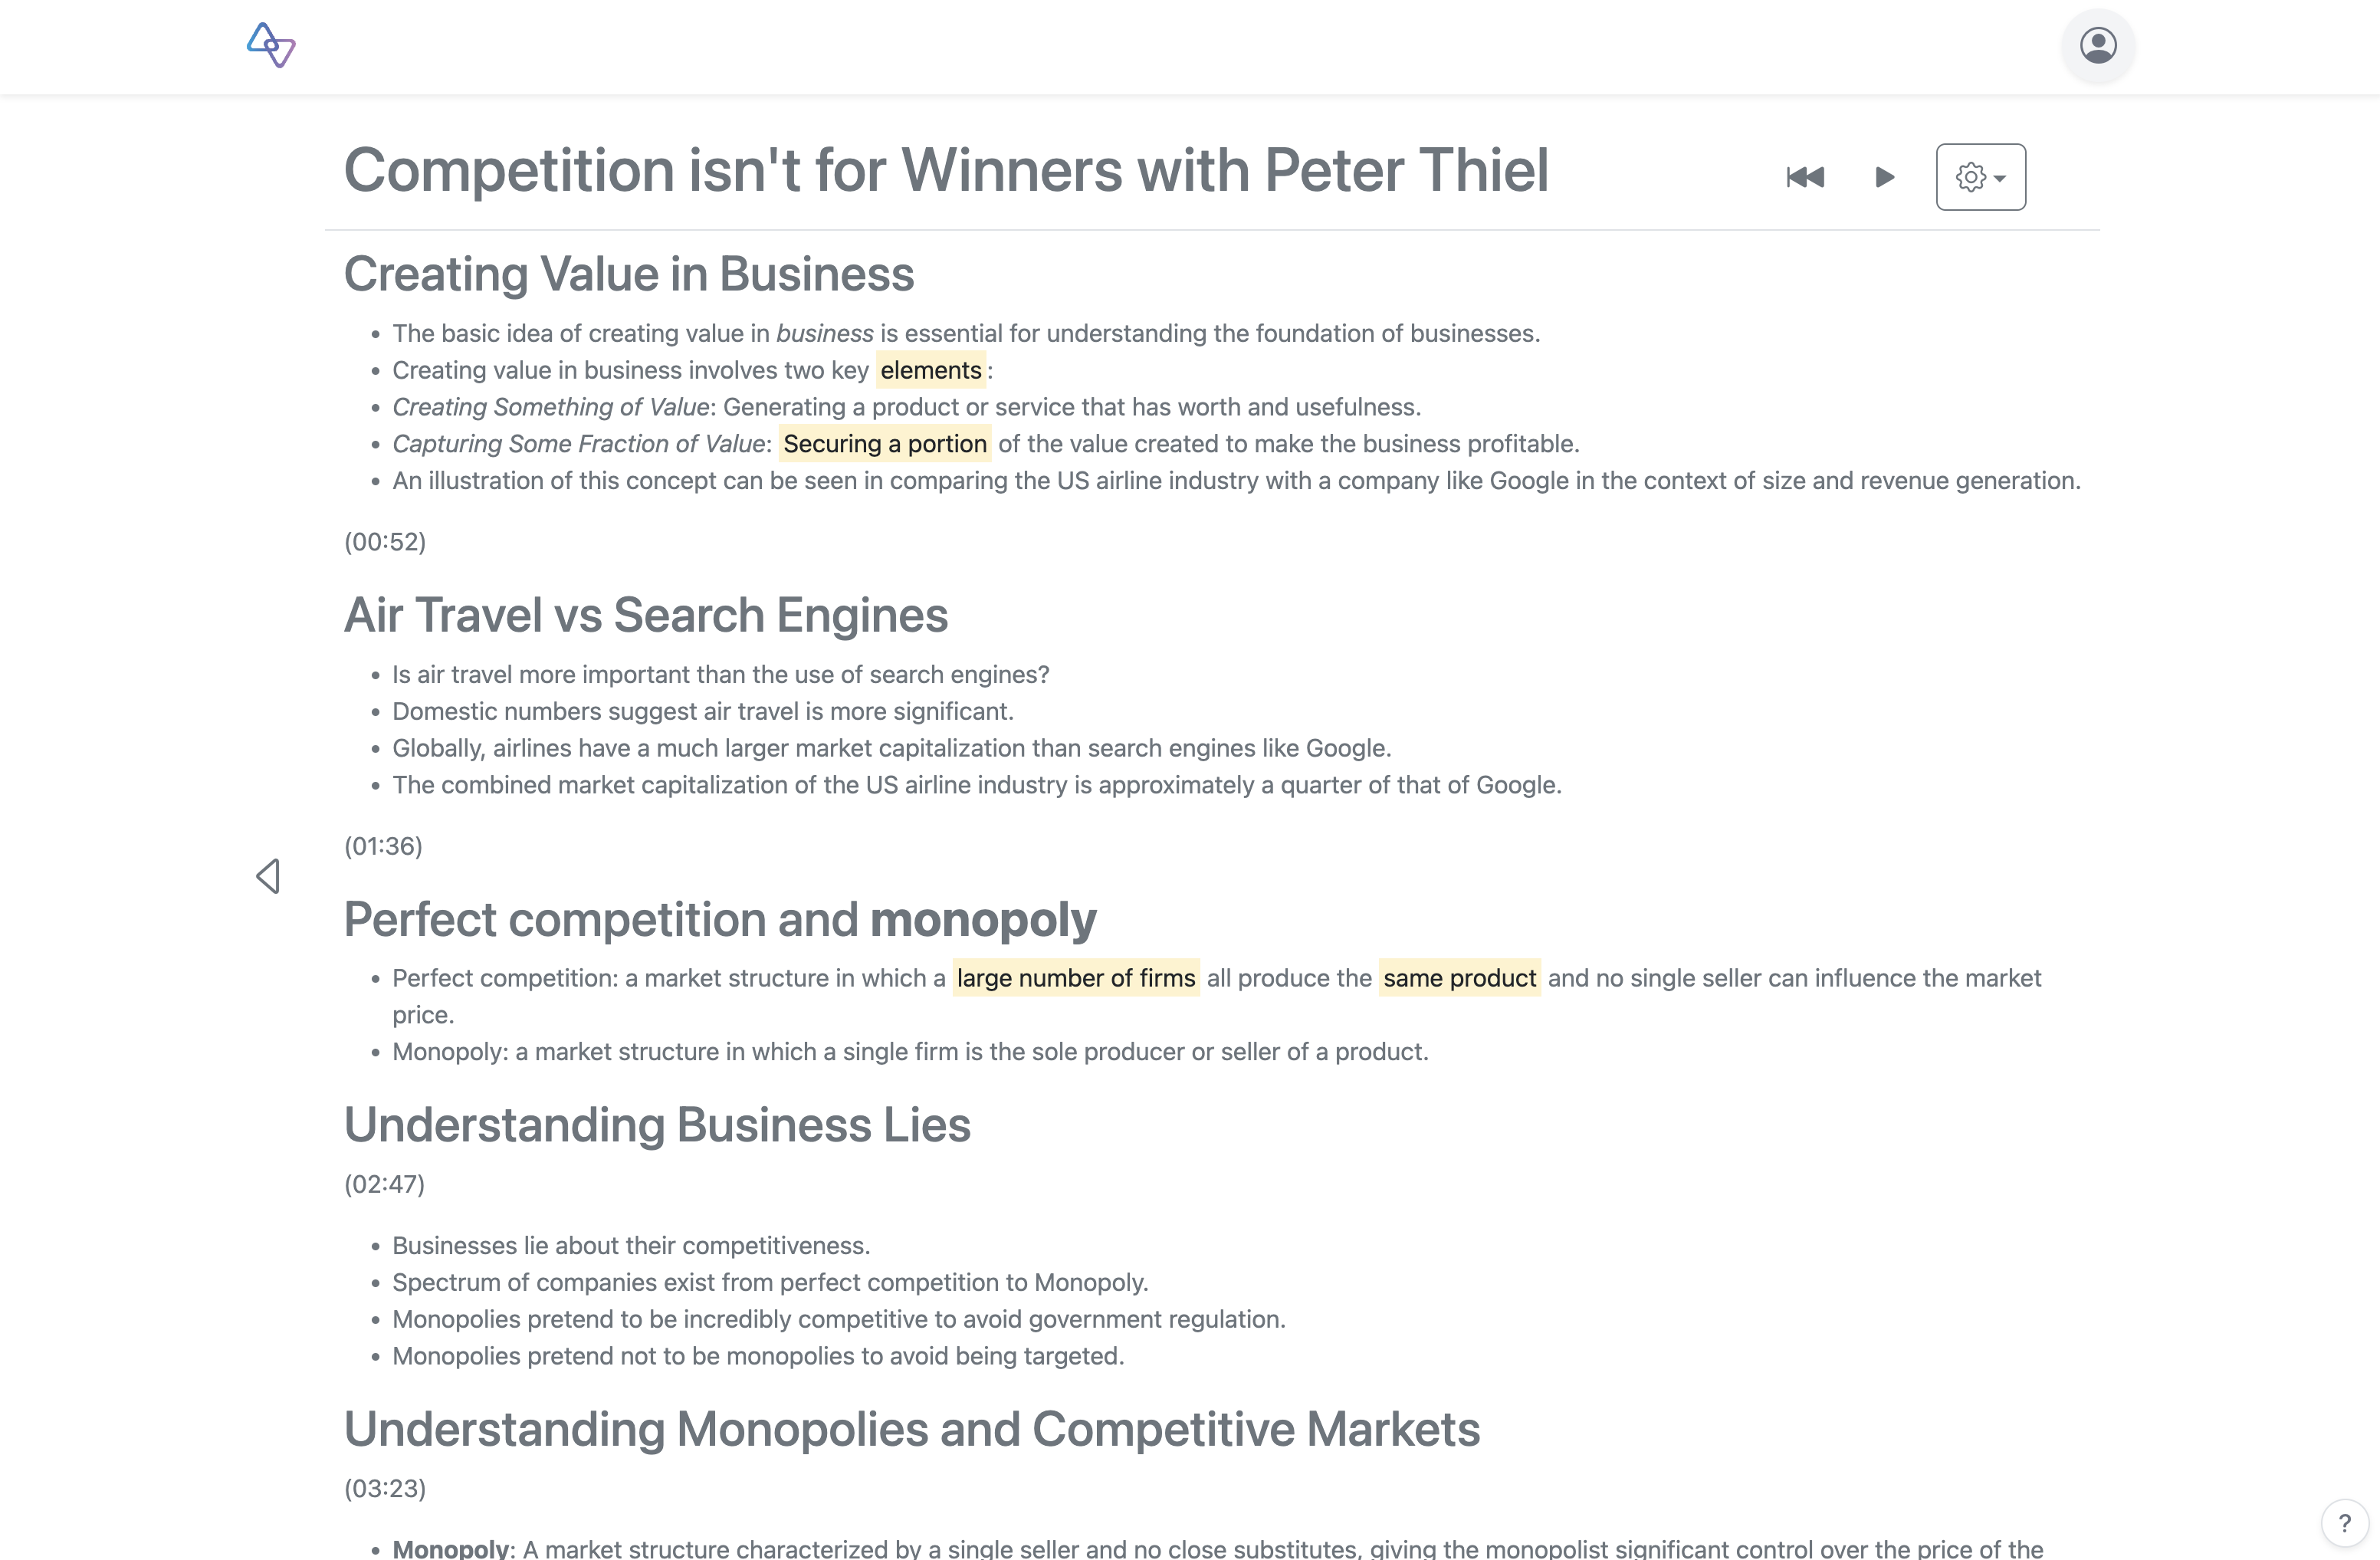 Competition isn't for Winners with Peter Thiel
Creating Value in Business
• The basic idea of creating value in business is essential for understanding the foundation of businesses.
• Creating value in business involves two key elements :
• Creating Something of Value: Generating a product or service that has worth and usefulness.
• Capturing Some Fraction of Value: Securing a portion of the value created to make the business profitable.
• An illustration of this concept can be seen in comparing the US airline industry with a company like Google in the context of size and revenue generation.
(00:52)
Air Travel vs Search Engines
• Is air travel more important than the use of search engines?
• Domestic numbers suggest air travel is more significant.
• Globally, airlines have a much larger market capitalization than search engines like Google.
• The combined market capitalization of the US airline industry is approximately a quarter of that of Google.
(01:36)
Perfect competition and monopoly
• Perfect competition: a market structure in which a large number of firms all produce the same product and no single seller can influence the market
price.
• Monopoly: a market structure in which a single firm is the sole producer or seller of a product.
Understanding Business Lies
(02:47)
• Businesses lie about their competitiveness.
• Spectrum of companies exist from perfect competition to Monopoly.
• Monopolies pretend to be incredibly competitive to avoid government regulation.
• Monopolies pretend not to be monopolies to avoid being targeted.
Understanding Monopolies and Competitive Markets
(03:23)
• Monopoly: A market structure characterized by a single seller and no close substitutes, giving the monopolist significant control over the price of the
?